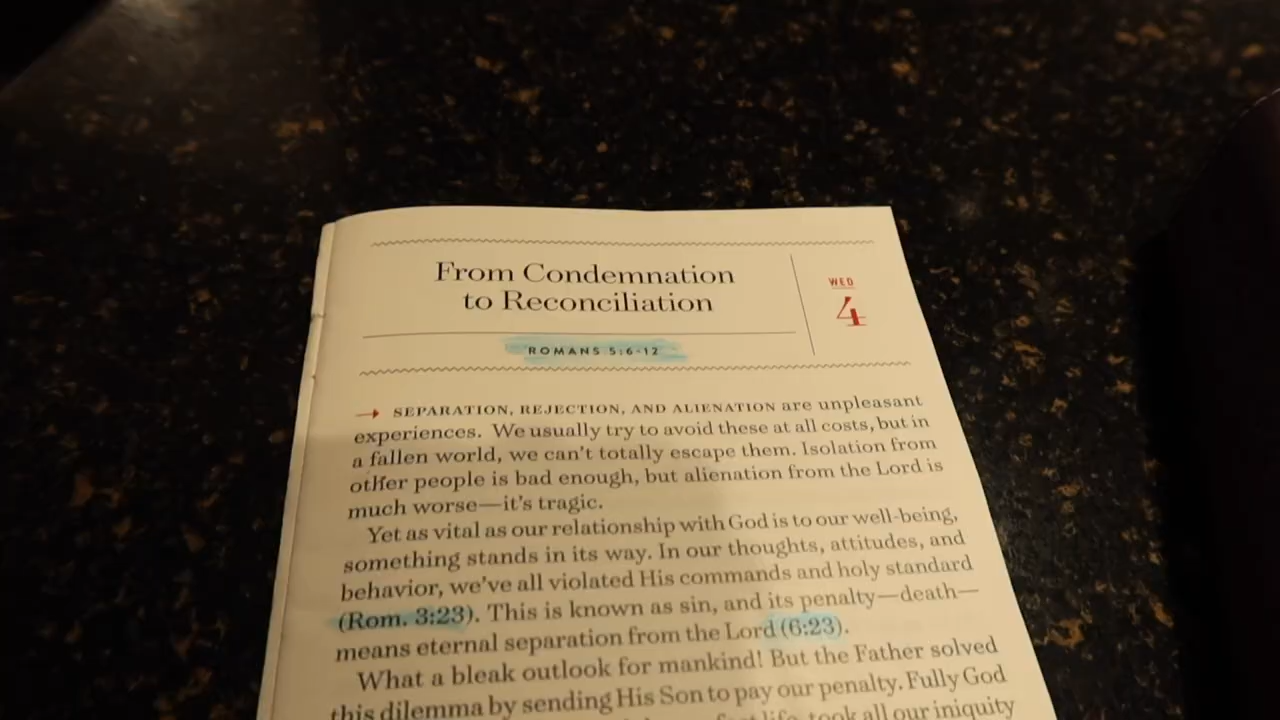 From Condemnation
to Reconciliation
WED
4
ROMANS 5:6-12
→ SEPARATION, REJECTION, AND ALIENATION are unpleasant
experiences. We usually try to avoid these at all costs, but in
a fallen world, we can't totally escape them. Isolation from
other people is bad enough, but alienation from the Lord is
much worse—it's tragic.
Yet as vital as our relationship with God is to our well-being,
something stands in its way. In our thoughts, attitudes, and
behavior, we've all violated His commands and holy standard
(Rom. 3:23). This is known as sin, and its penalty—death—
means eternal separation from the Lord (6:23).
What a bleak outlook for mankind! But the Father solved
this dilemma by sending His Son to pay our penalty. Fully God
life, took all our iniquity